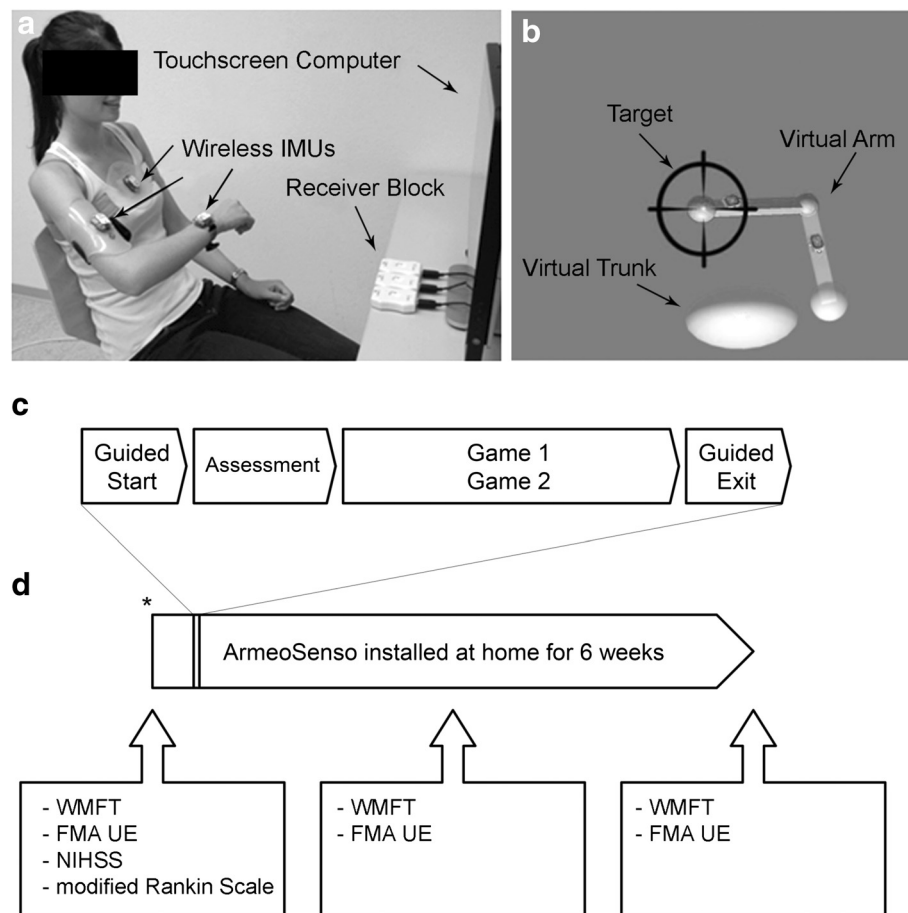 a
Touchscreen Computer
Wireless IMUs
Receiver Block
b
Target
Virtual Arm
Virtual Trunk
c
Guided
Start
Assessment
Game 1
Game 2
Guided
Exit
d
*
ArmeoSenso installed at home for 6 weeks
- WMFT
- FMA UE
- NIHSS
- modified Rankin Scale
- WMFT
- FMA UE
- WMFT
- FMA UE